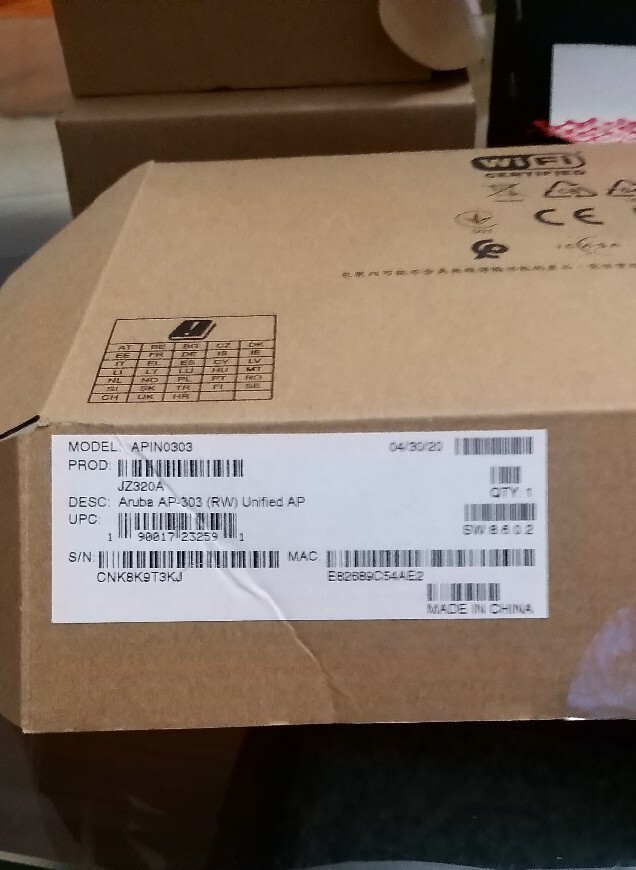 WiFi
CERTIFIED
CE
AT BE BG CZ DK
EE FR DE IS IE
IT EL ES CY LV
LI LT LU HU MT
NL NO PL PT RO
SI SK TR FI SE
CH UK HR
MODEL: APIN0303 04/30/20
PROD:
JZ320A
QTY: 1
DESC: Aruba AP-303 (RW) Unified AP
UPC:
1 90017 23259 1
SW:8.6.0.2
S/N: MAC:
CNK8K9T3KJ E82689C54AE2
MADE IN CHINA